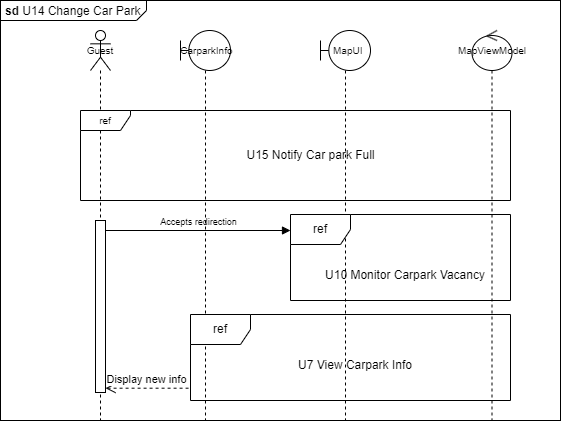 sd U14 Change Car Park
Guest
CarparkInfo
MapUI
MapViewModel
ref
U15 Notify Car park Full
Accepts redirection
ref
U10 Monitor Carpark Vacancy
ref
U7 View Carpark Info
Display new info